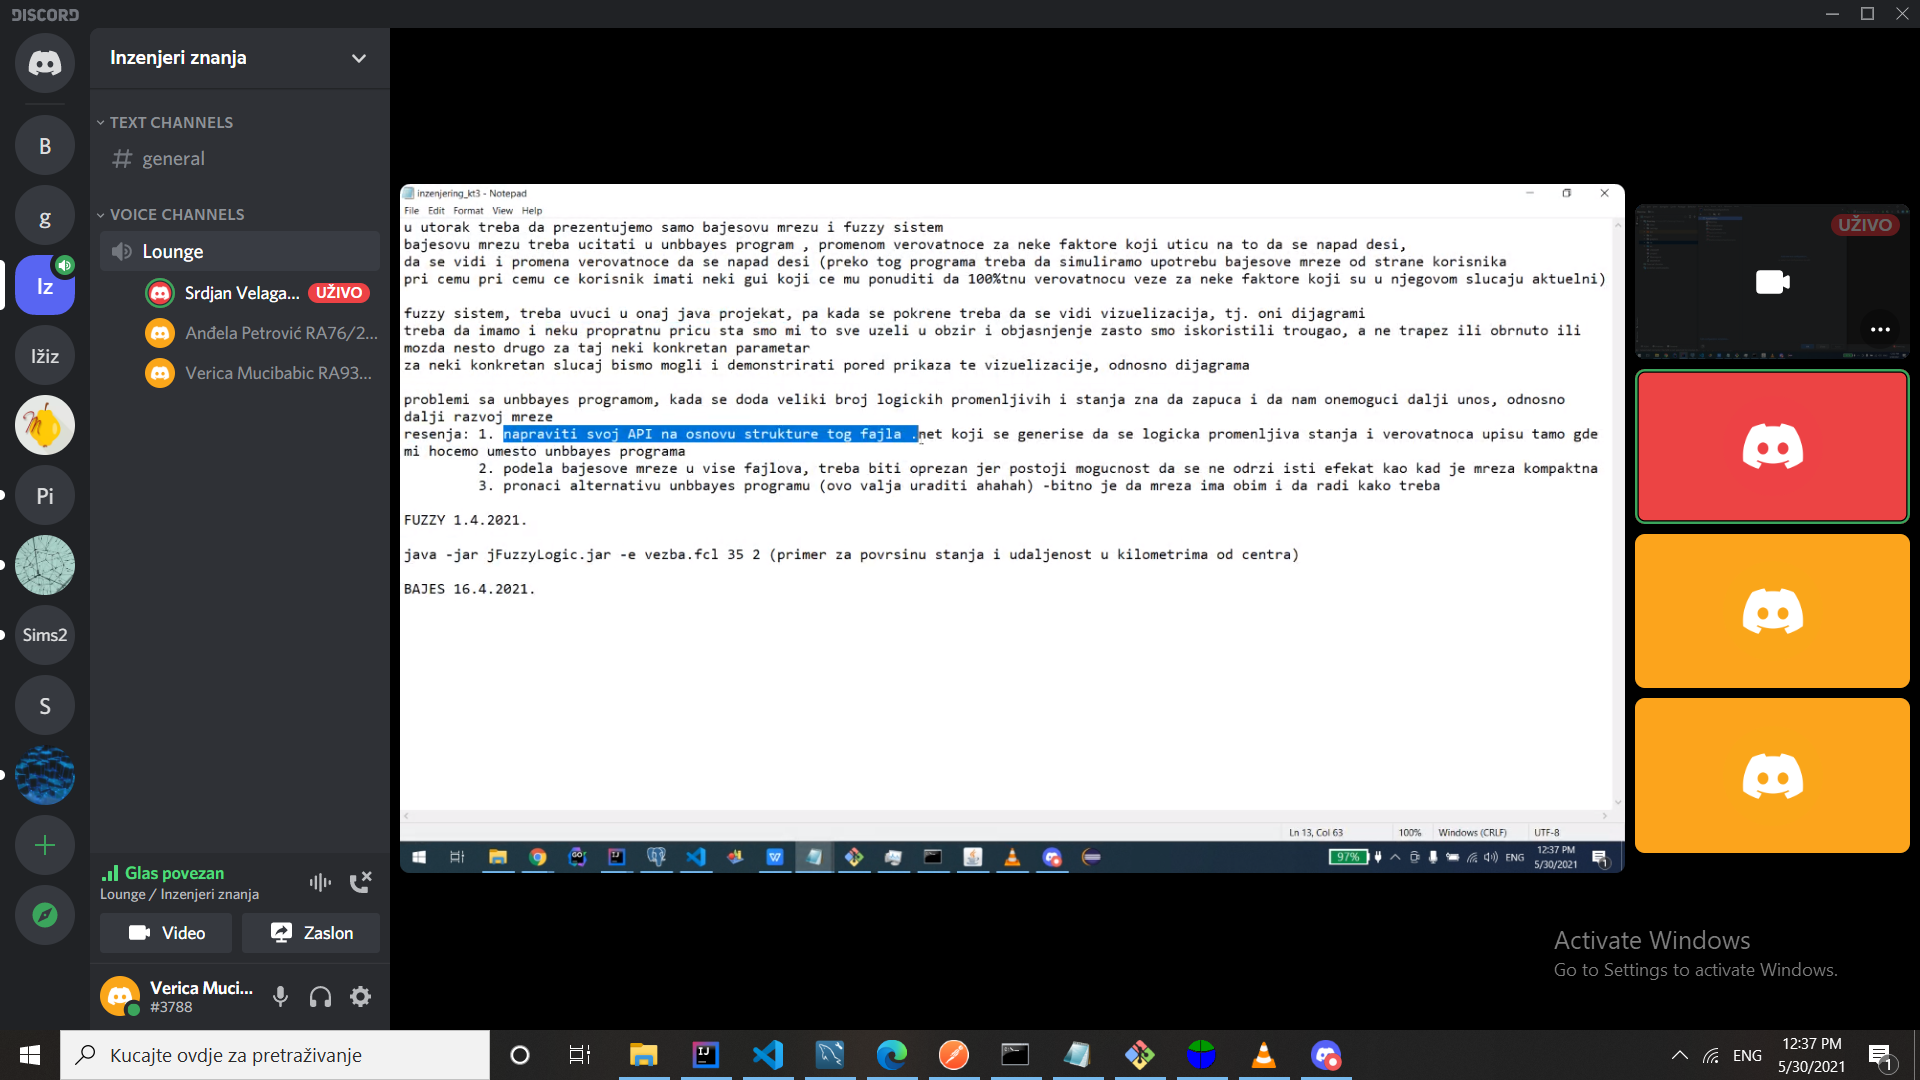 DISCORD
Inzenjeri znanja
TEXT CHANNELS
general
VOICE CHANNELS
Lounge
Srdjan Velaga... UŽIVO
Anđela Petrović RA76/2...
Verica Mucibabic RA93...
B
g
Iz
Ižiz
Pi
Sims2
S
Glas povezan
Lounge / Inzenjeri znanja
Video
Zaslon
Verica Muci...
#3788
inzenjering_kt3 - Notepad
File Edit Format View Help
u utorak treba da prezentujemo samo bajesovu mrezu i fuzzy sistem
bajesovu mrezu treba ucitati u unbbayes program , promenom verovatnoce za neke faktore koji uticu na to da se napad desi,
da se vidi i promena verovatnoce da se napad desi (preko tog programa treba da simuliramo upotrebu bajesove mreze od strane korisnika
pri cemu pri cemu ce korisnik imati neki gui koji ce mu ponuditi da 100%tnu verovatnocu veze za neke faktore koji su u njegovom slucaju aktuelni)
fuzzy sistem, treba uvuci u onaj java projekat, pa kada se pokrene treba da se vidi vizuelizacija, tj. oni dijagrami
treba da imamo i neku propratnu pricu sta smo mi to sve uzeli u obzir i objasnjenje zasto smo iskoristili trougao, a ne trapez ili obrnuto ili
mozda nesto drugo za taj neki konkretan parametar
za neki konkretan slucaj bismo mogli i demonstrirati pored prikaza te vizuelizacije, odnosno dijagrama
problemi sa unbbayes programom, kada se doda veliki broj logickih promenljivih i stanja zna da zapuca i da nam onemoguci dalji unos, odnosno
dalji razvoj mreze
resenja: 1. napraviti svoj API na osnovu strukture tog fajla .net koji se generise da se logicka promenljiva stanja i verovatnoca upisu tamo gde
mi hocemo umesto unbbayes programa
2. podela bajesove mreze u vise fajlova, treba biti oprezan jer postoji mogucnost da se ne odrzi isti efekat kao kad je mreza kompaktna
3. pronaci alternativu unbbayes programu (ovo valja uraditi ahahah) -bitno je da mreza ima obim i da radi kako treba
FUZZY 1.4.2021.
java -jar jFuzzyLogic.jar -e vezba.fcl 35 2 (primer za povrsinu stanja i udaljenost u kilometrima od centra)
BAJES 16.4.2021.
Ln 13, Col 63
100%
Windows (CRLF)
UTF-8
97%
ENG
12:37 PM
5/30/2021
1
UŽIVO
Activate Windows
Go to Settings to activate Windows.
Kucajte ovdje za pretraživanje
ENG
12:37 PM
5/30/2021
1